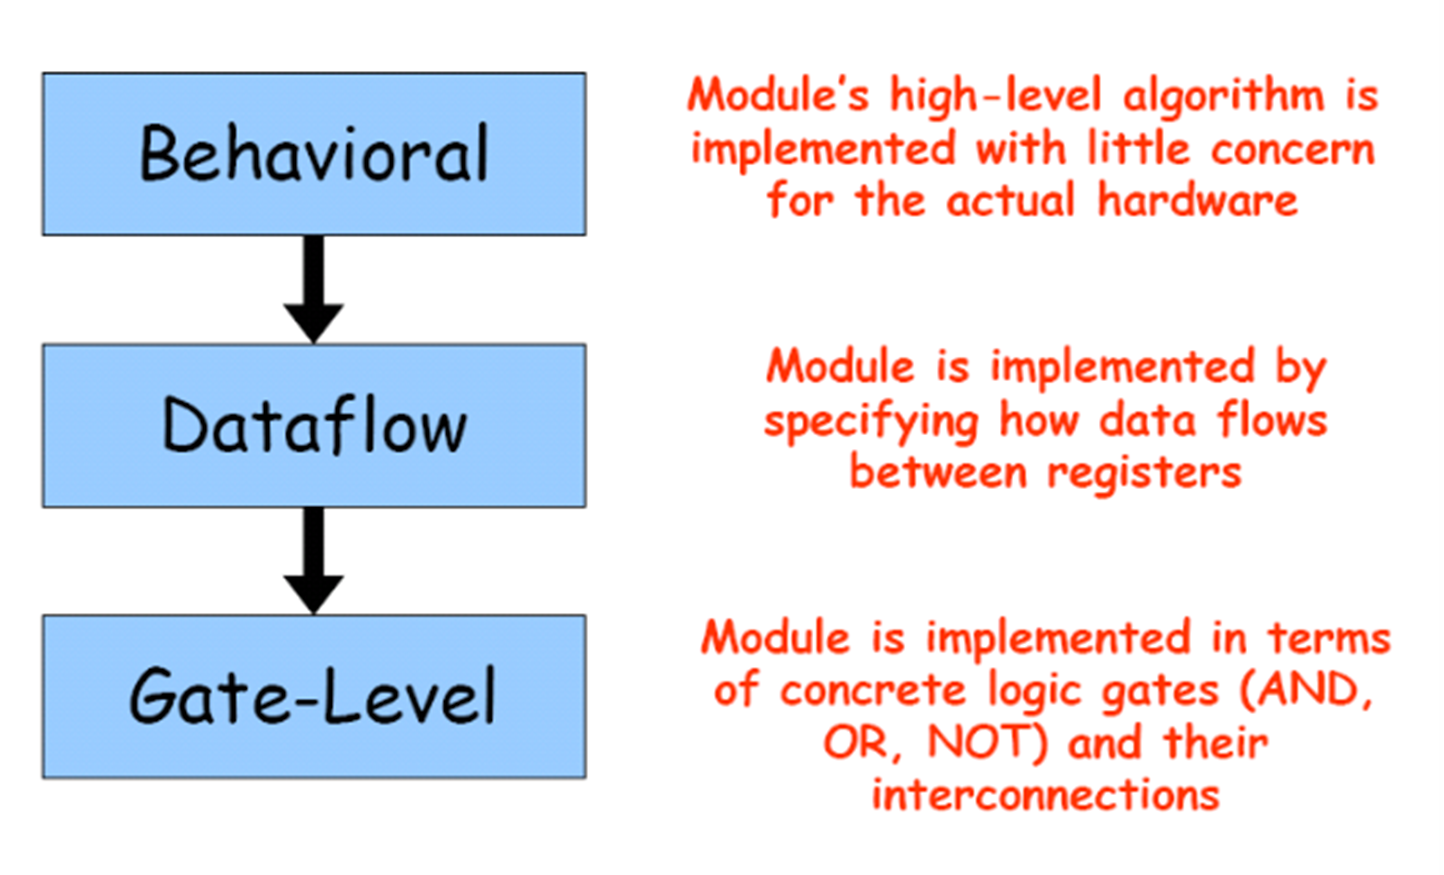 Behavioral
Module's high-level algorithm is
implemented with little concern
for the actual hardware
Dataflow
Module is implemented by
specifying how data flows
between registers
Gate-Level
Module is implemented in terms
of concrete logic gates (AND,
OR, NOT) and their
interconnections